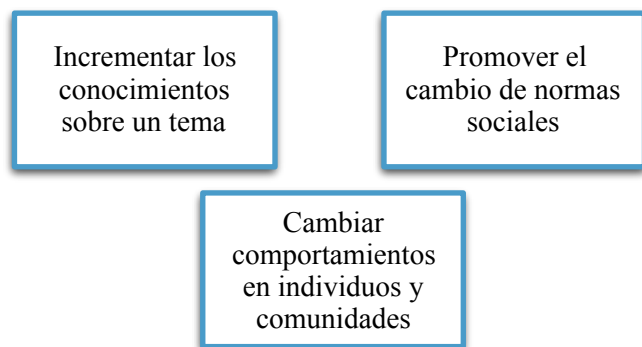 Incrementar los
conocimientos
sobre un tema
Promover el
cambio de normas
sociales
Cambiar
comportamientos
en individuos y
comunidades